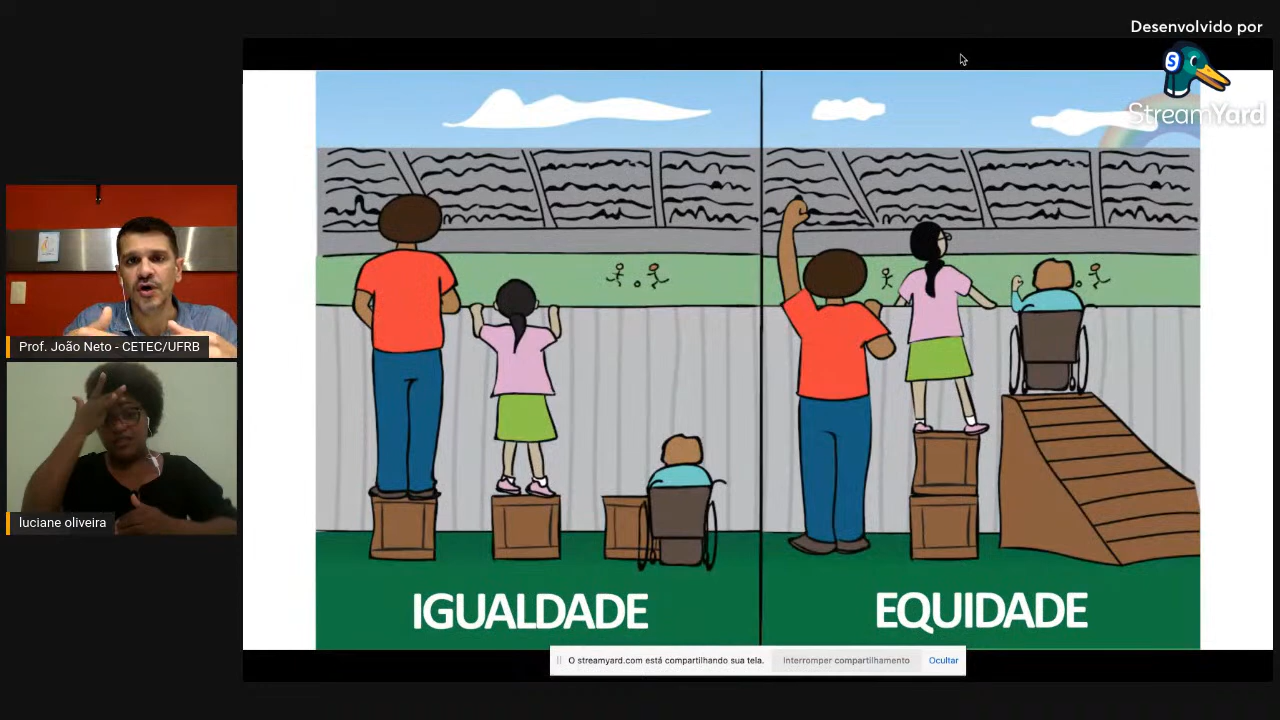 Desenvolvido por
StreamYard
Prof. João Neto - CETEC/UFRB
luciane oliveira
IGUALDADE
EQUIDADE
O streamyard.com está compartilhando sua tela.
Interromper compartilhamento
Ocultar